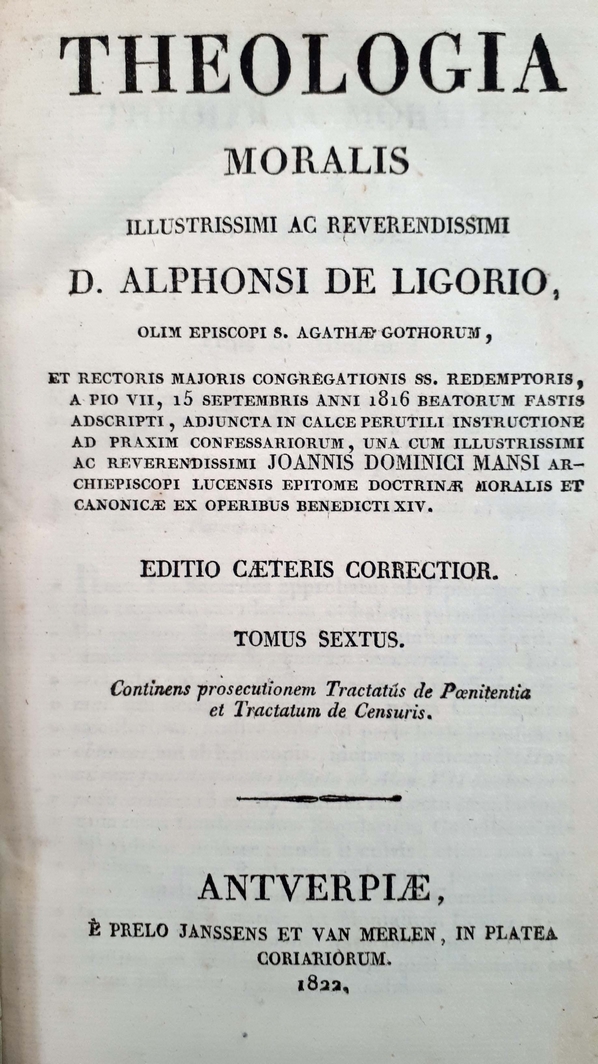 THEOLOGIA
MORALIS
ILLUSTRISSIMI AC REVERENDISSIMI
D. ALPHONSI DE LIGORIO,
OLIM EPISCOPI S. AGATHÆ GOTHORUM,
ET RECTORIS MAJORIS CONGREGATIONIS SS. REDEMPTORIS,
A PIO VII, 15 SEPTEMBRIS ANNI 1816 BEATORUM FASTIS
ADSCRIPTI, ADJUNCTA IN CALCE PERUTILI INSTRUCTIONE
AD PRAXIM CONFESSARIORUM, UNA CUM ILLUSTRISSIMI
AC REVERENDISSIMI JOANNIS DOMINICI MANSI AR-
CHIEPISCOPI LUCENSIS EPITOME DOCTRINÆ MORALIS ET
CANONICÆ EX OPERIBUS BENEDICTI XIV.
EDITIO CÆTERIS CORRECTIOR.
TOMUS SEXTUS.
Continens prosecutionem Tractatûs de Pœnitentia
et Tractatum de Censuris.
ANTVERPIÆ,
È PRELO JANSSENS ET VAN MERLEN, IN PLATEA
CORIARIORUM.
1822,